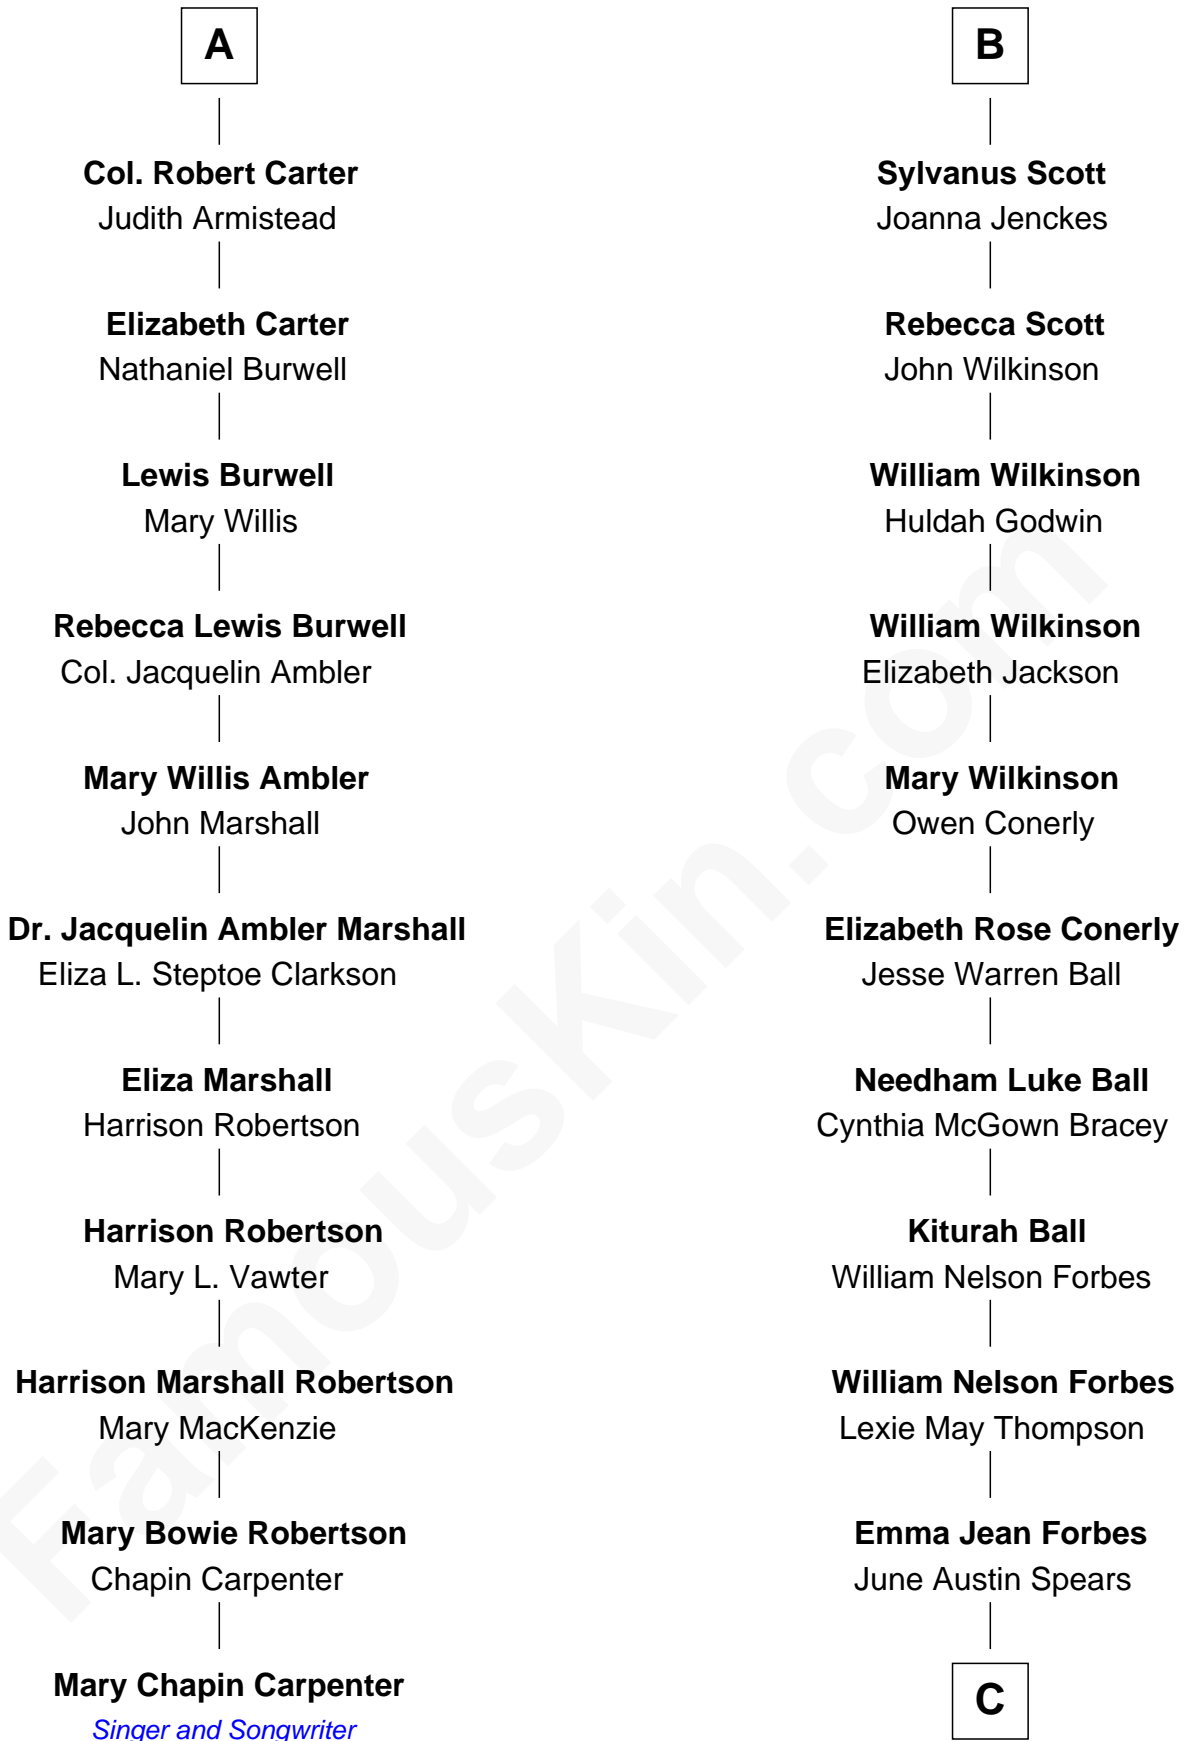 A
Col. Robert Carter
Judith Armistead
Elizabeth Carter
Nathaniel Burwell
Lewis Burwell
Mary Willis
Rebecca Lewis Burwell
Col. Jacquelin Ambler
Mary Willis Ambler
John Marshall
Dr. Jacquelin Ambler Marshall
Eliza L. Steptoe Clarkson
Eliza Marshall
Harrison Robertson
Harrison Robertson
Mary L. Vawter
Harrison Marshall Robertson
Mary MacKenzie
Mary Bowie Robertson
Chapin Carpenter
Mary Chapin Carpenter
Singer and Songwriter
B
Sylvanus Scott
Joanna Jenckes
Rebecca Scott
John Wilkinson
William Wilkinson
Huldah Godwin
William Wilkinson
Elizabeth Jackson
Mary Wilkinson
Owen Conerly
Elizabeth Rose Conerly
Jesse Warren Ball
Needham Luke Ball
Cynthia McGown Bracey
Kiturah Ball
William Nelson Forbes
William Nelson Forbes
Lexie May Thompson
Emma Jean Forbes
June Austin Spears
C
FamousKin.com